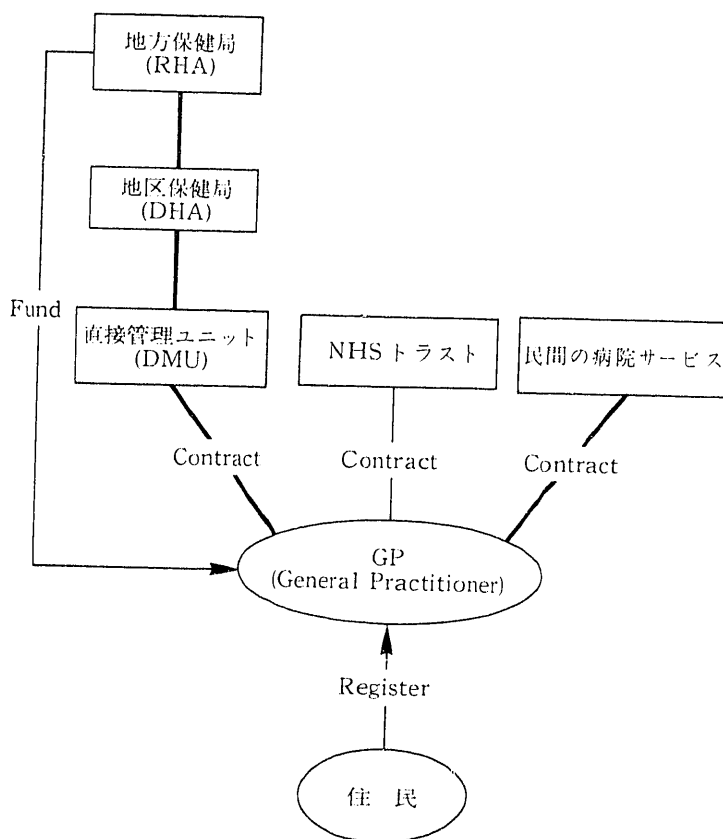 地方保健局
(RHA)
地区保健局
(DHA)
Fund
直接管理ユニット
(DMU)
NHSトラスト
民間の病院サービス
Contract
Contract
Contract
GP
(General Practitioner)
Register
住 民